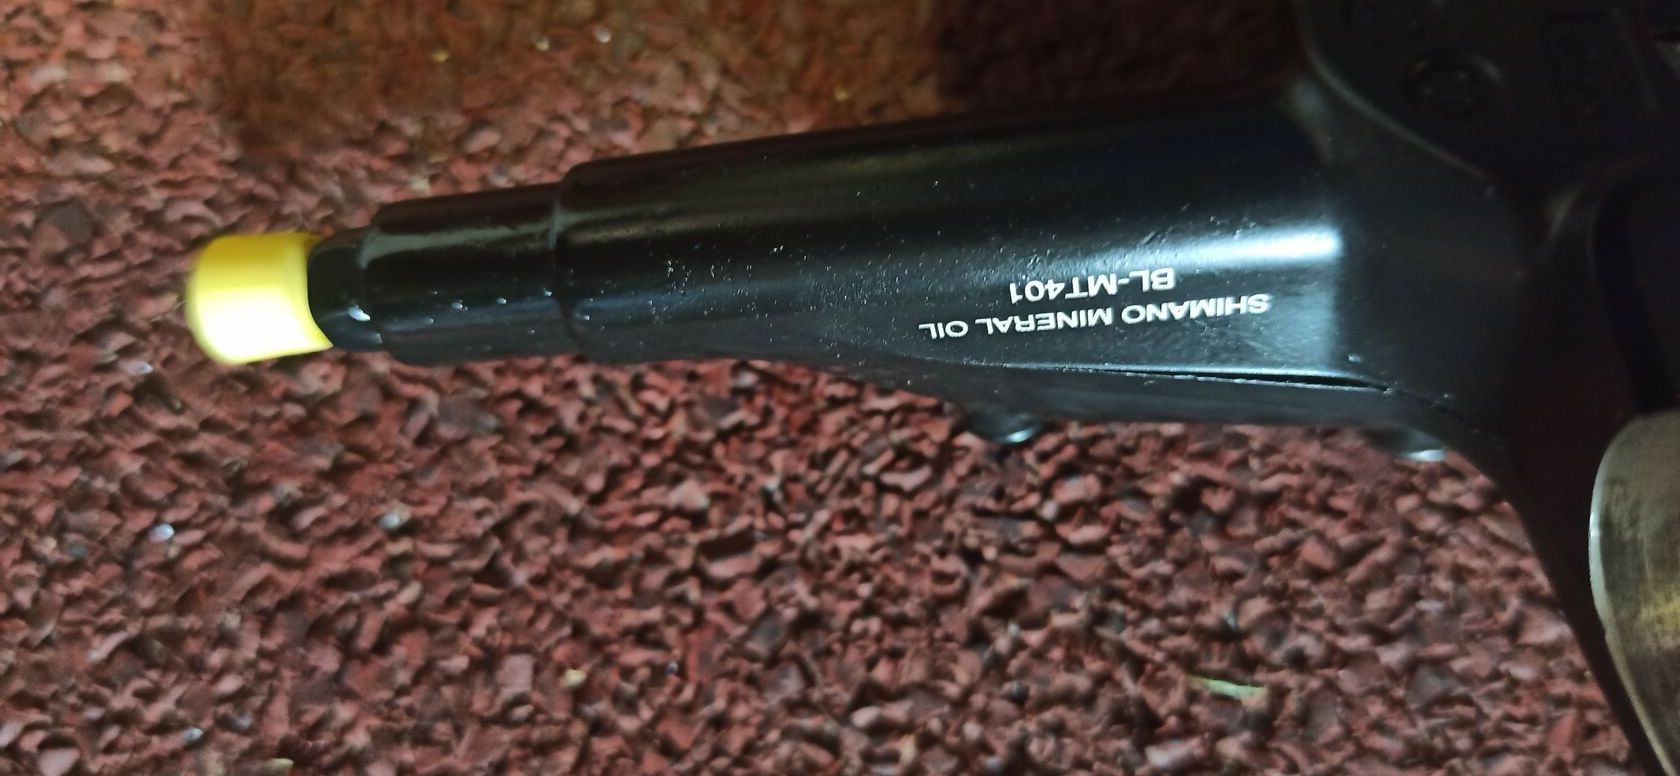 SHIMANO MINERAL OIL
BL-MT401